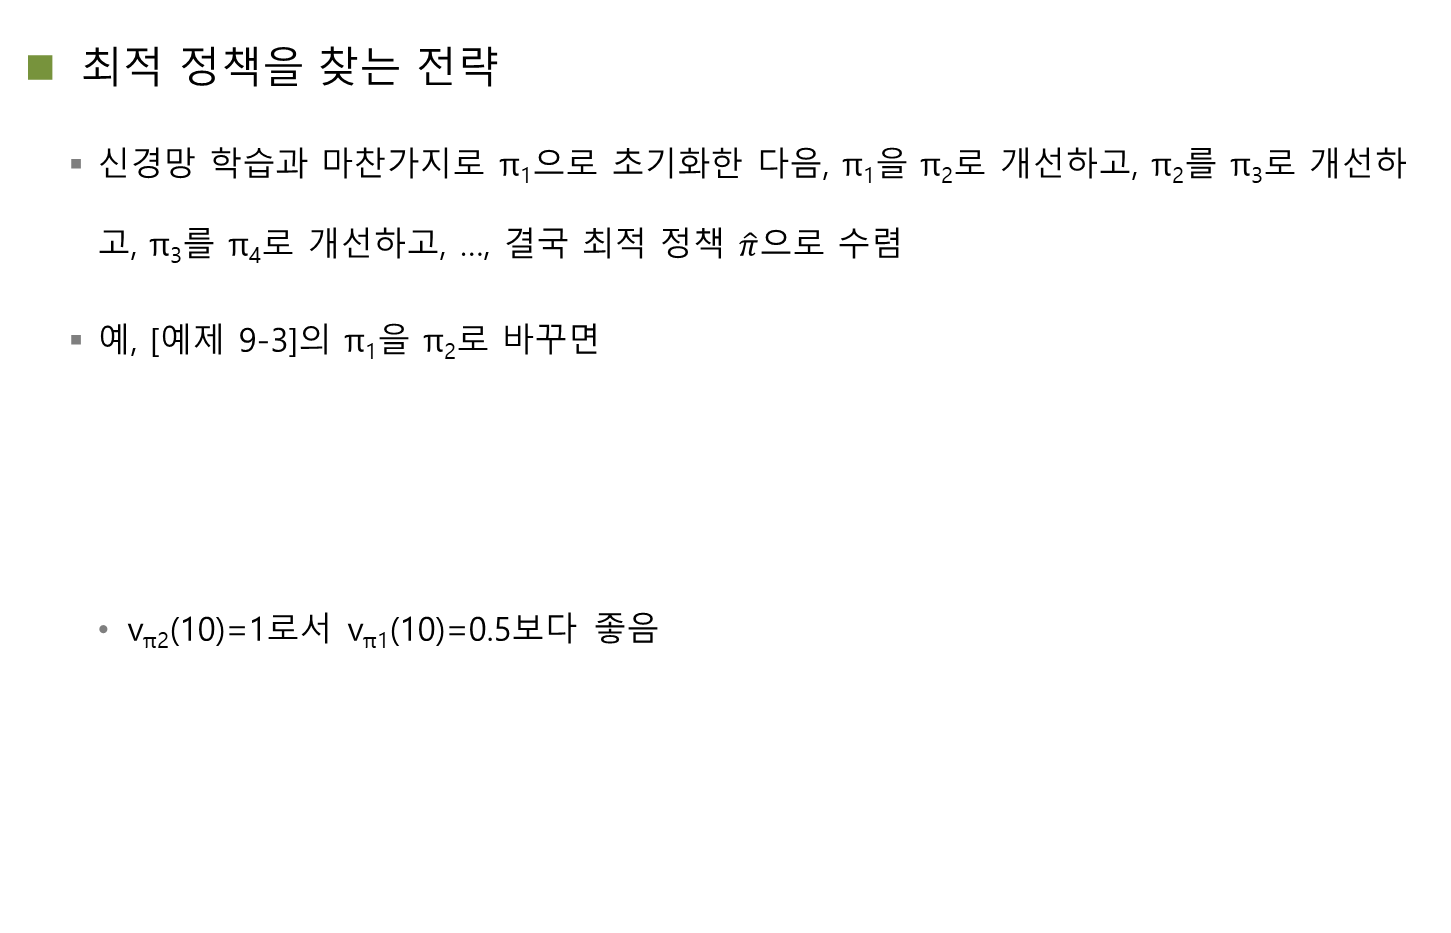 ■ 최적 정책을 찾는 전략
▪ 신경망 학습과 마찬가지로 π₁으로 초기화한 다음, π₁을 π₂로 개선하고, π₂를 π₃로 개선하
고, π₃를 π₄로 개선하고, …, 결국 최적 정책 π̂으로 수렴
▪ 예, [예제 9-3]의 π₁을 π₂로 바꾸면
• vπ2(10)=1로서 vπ1(10)=0.5보다 좋음